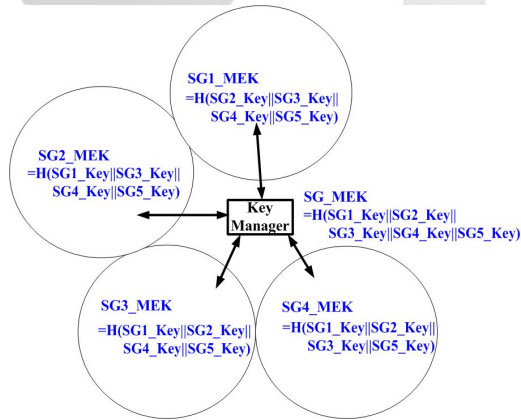 SG1_MEK
=H(SG2_Key||SG3_Key||
SG4_Key||SG5_Key)
SG2_MEK
=H(SG1_Key||SG3_Key||
SG4_Key||SG5_Key)
Key
Manager
SG_MEK
=H(SG1_Key||SG2_Key||
SG3_Key||SG4_Key||SG5_Key)
SG3_MEK
=H(SG1_Key||SG2_Key||
SG4_Key||SG5_Key)
SG4_MEK
=H(SG1_Key||SG2_Key||
SG3_Key||SG5_Key)